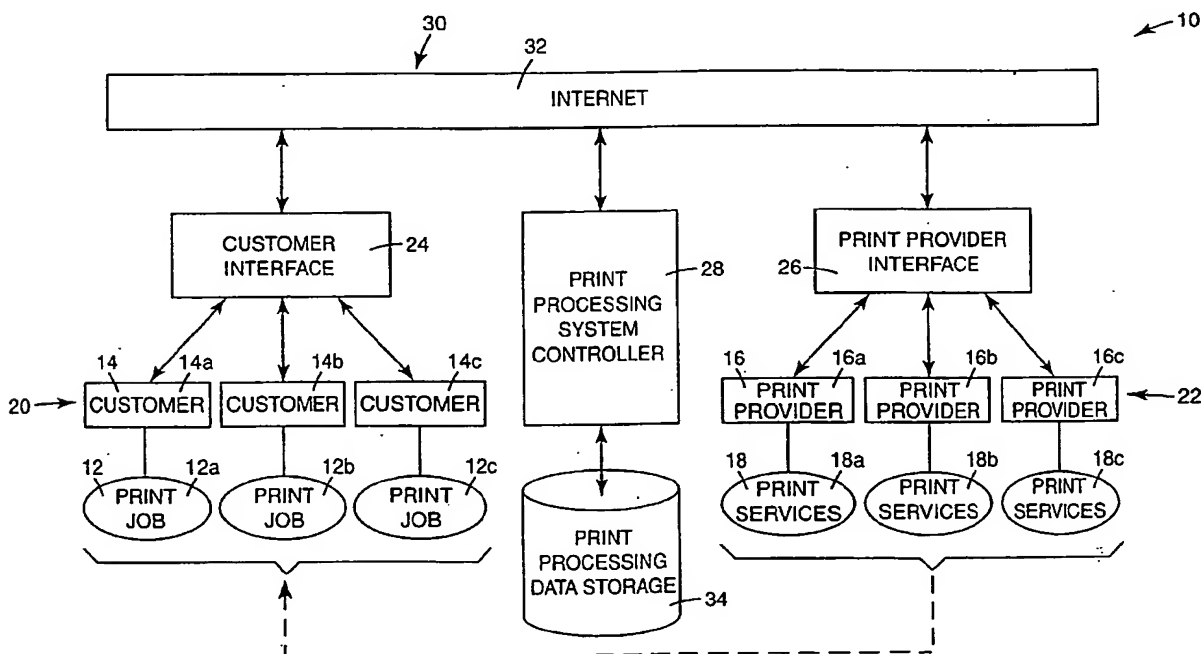 30
10
32
INTERNET
CUSTOMER
INTERFACE
24
PRINT
PROCESSING
SYSTEM
CONTROLLER
28
PRINT PROVIDER
INTERFACE
26
20
14
14a
CUSTOMER
14b
CUSTOMER
14c
CUSTOMER
16
16a
PRINT
PROVIDER
16b
PRINT
PROVIDER
16c
PRINT
PROVIDER
22
12
12a
PRINT
JOB
12b
PRINT
JOB
12c
PRINT
JOB
PRINT
PROCESSING
DATA STORAGE
34
18
18a
PRINT
SERVICES
18b
PRINT
SERVICES
18c
PRINT
SERVICES